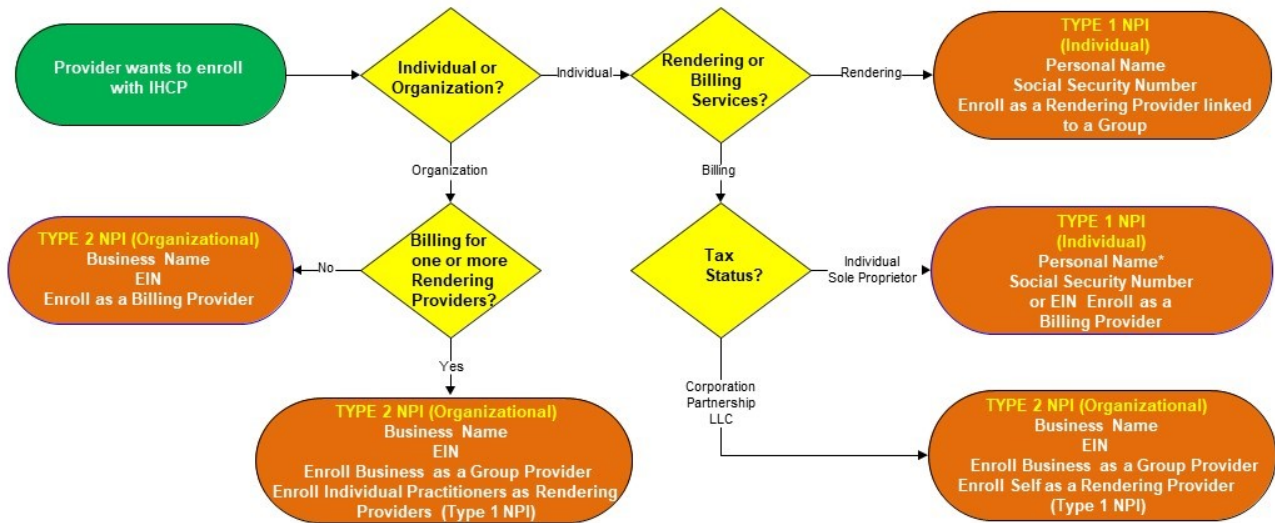 Provider wants to enroll
with IHCP
Individual or
Organization?
Individual
Rendering or
Billing
Services?
Rendering
TYPE 1 NPI
(Individual)
Personal Name
Social Security Number
Enroll as a Rendering Provider linked
to a Group
Organization
Billing
TYPE 2 NPI (Organizational)
Business Name
EIN
Enroll as a Billing Provider
No
Billing for
one or more
Rendering
Providers?
Tax
Status?
Individual
Sole Proprietor
TYPE 1 NPI
(Individual)
Personal Name*
Social Security Number
or EIN Enroll as a
Billing Provider
Yes
Corporation
Partnership
LLC
TYPE 2 NPI (Organizational)
Business Name
EIN
Enroll Business as a Group Provider
Enroll Individual Practitioners as Rendering
Providers (Type 1 NPI)
TYPE 2 NPI (Organizational)
Business Name
EIN
Enroll Business as a Group Provider
Enroll Self as a Rendering Provider
(Type 1 NPI)